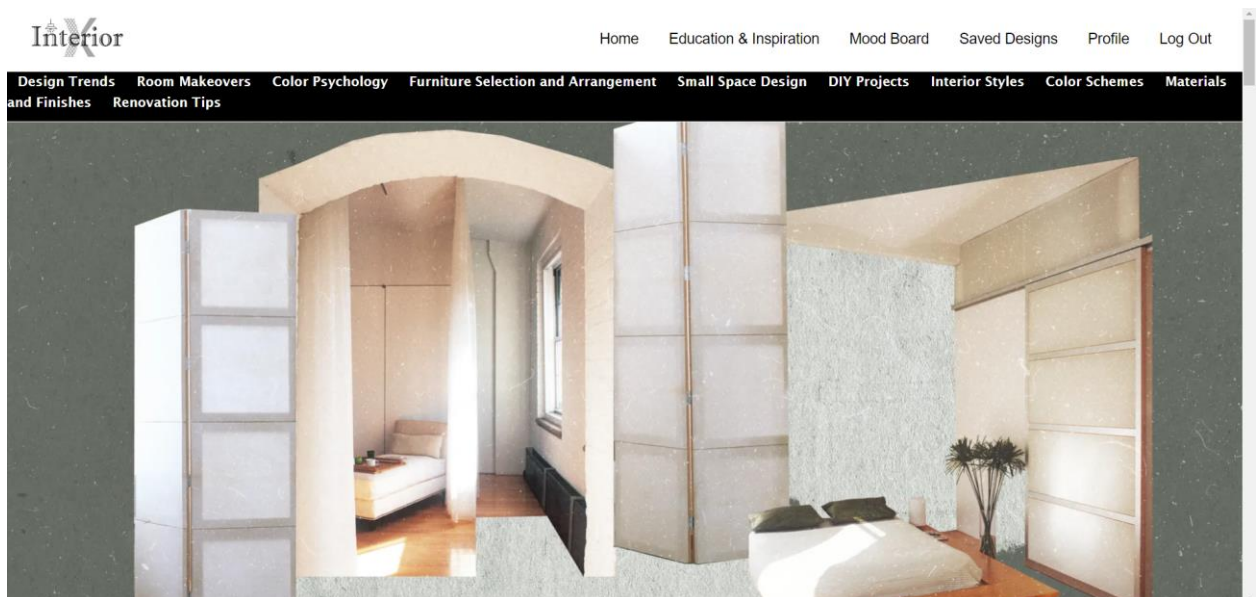 Interior X
Home Education & Inspiration Mood Board Saved Designs Profile Log Out
Design Trends Room Makeovers Color Psychology Furniture Selection and Arrangement Small Space Design DIY Projects Interior Styles Color Schemes Materials
and Finishes Renovation Tips